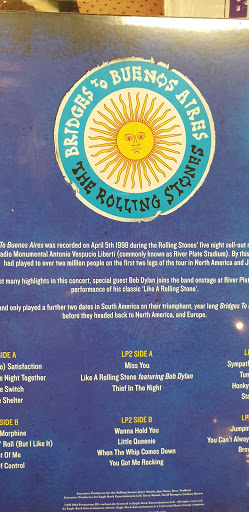 BRIDGES TO BUENOS AIRES
THE ROLLING STONES
To Buenos Aires was recorded on April 5th 1998 during the Rolling Stones' five night sell-out
adio Monumental Antonio Vespucio Liberti (commonly known as River Plate Stadium). By this
had played to over two million people on the first two legs of the tour in North America and J
st many highlights in this concert, special guest Bob Dylan joins the band onstage at River Plat
performance of his classic 'Like A Rolling Stone'.
and only played a further two dates in South America on their triumphant, year long Bridges To
before they headed back to North America, and Europe.
SIDE A
o) Satisfaction
e Night Together
e Switch
Shelter
SIDE B
Morphine
Roll (But I Like It)
t Of Me
f Control
LP2 SIDE A
Miss You
Like A Rolling Stone featuring Bob Dylan
Thief In The Night
LP2 SIDE B
Wanna Hold You
Little Queenie
When The Whip Comes Down
You Got Me Rocking
L
Sympath
Tum
Honky
Sta
L
Jumpin
You Can't Always
Bro